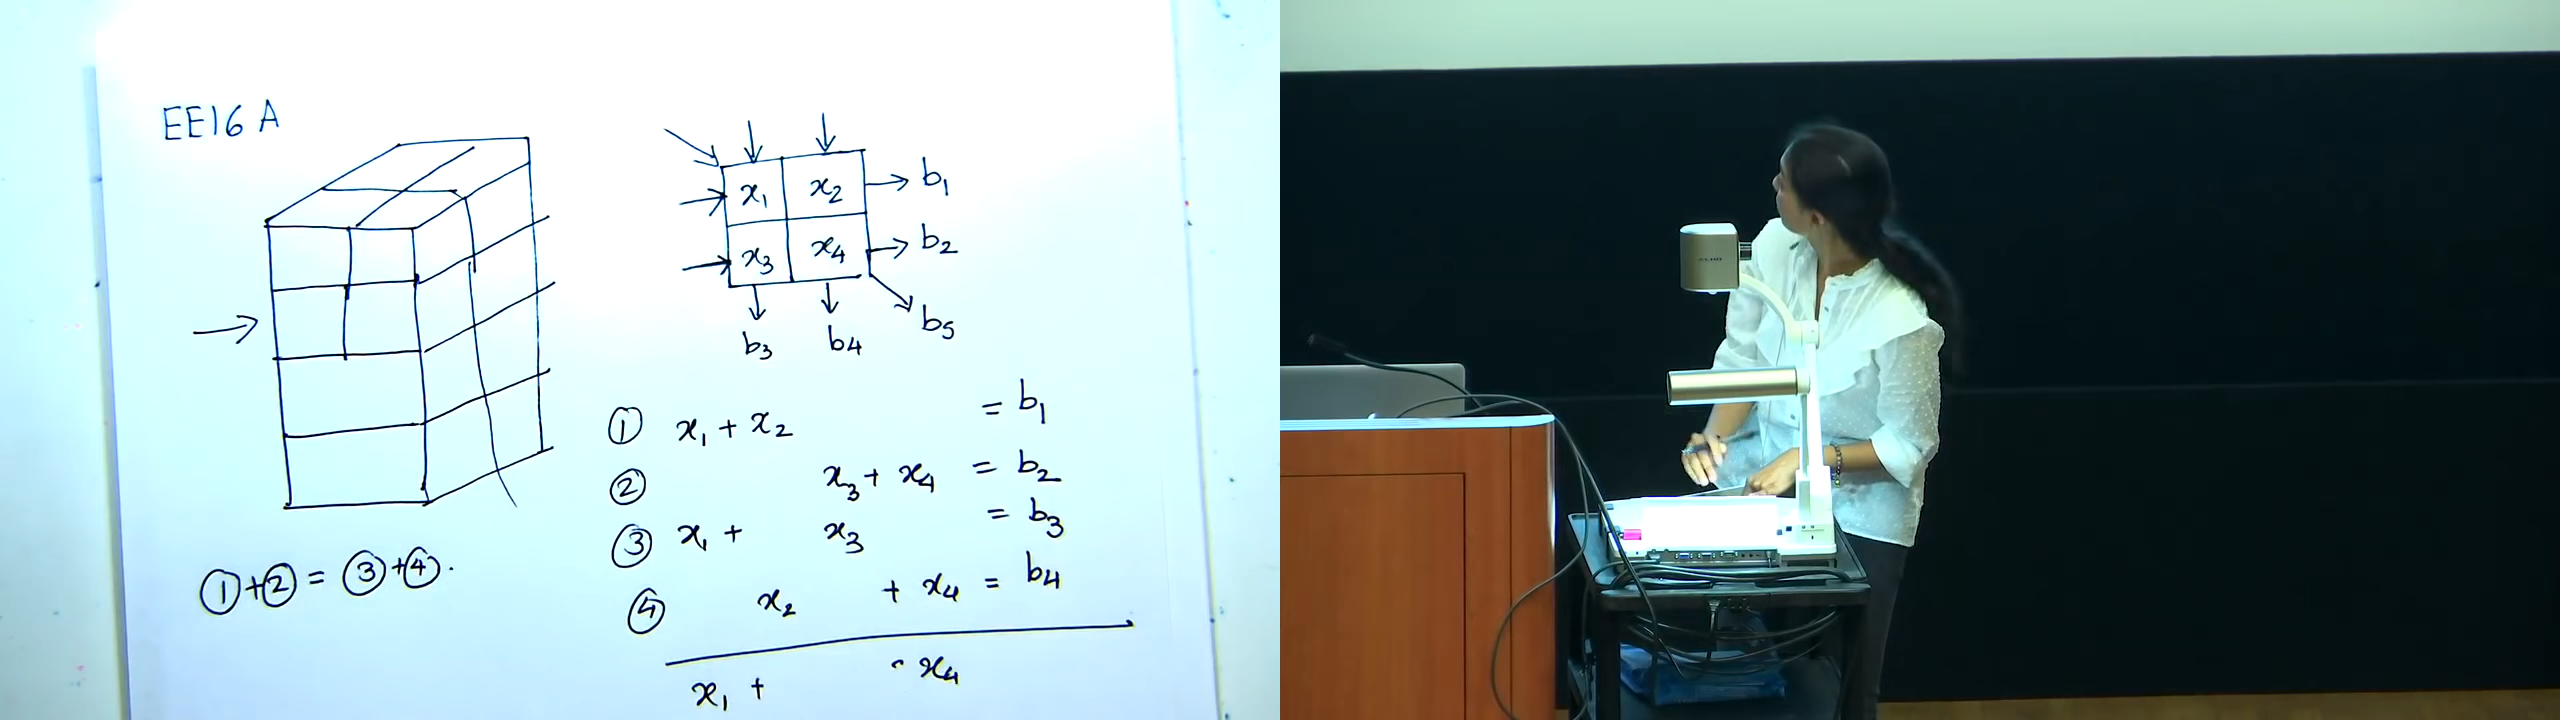 EE16A
x₁ x₂ → b₁
x₃ x₄ → b₂
b₃ b₄ b₅
① x₁ + x₂ = b₁
② x₃ + x₄ = b₂
③ x₁ + x₃ = b₃
④ x₂ + x₄ = b₄
x₁ + x₄
①+② = ③+④.